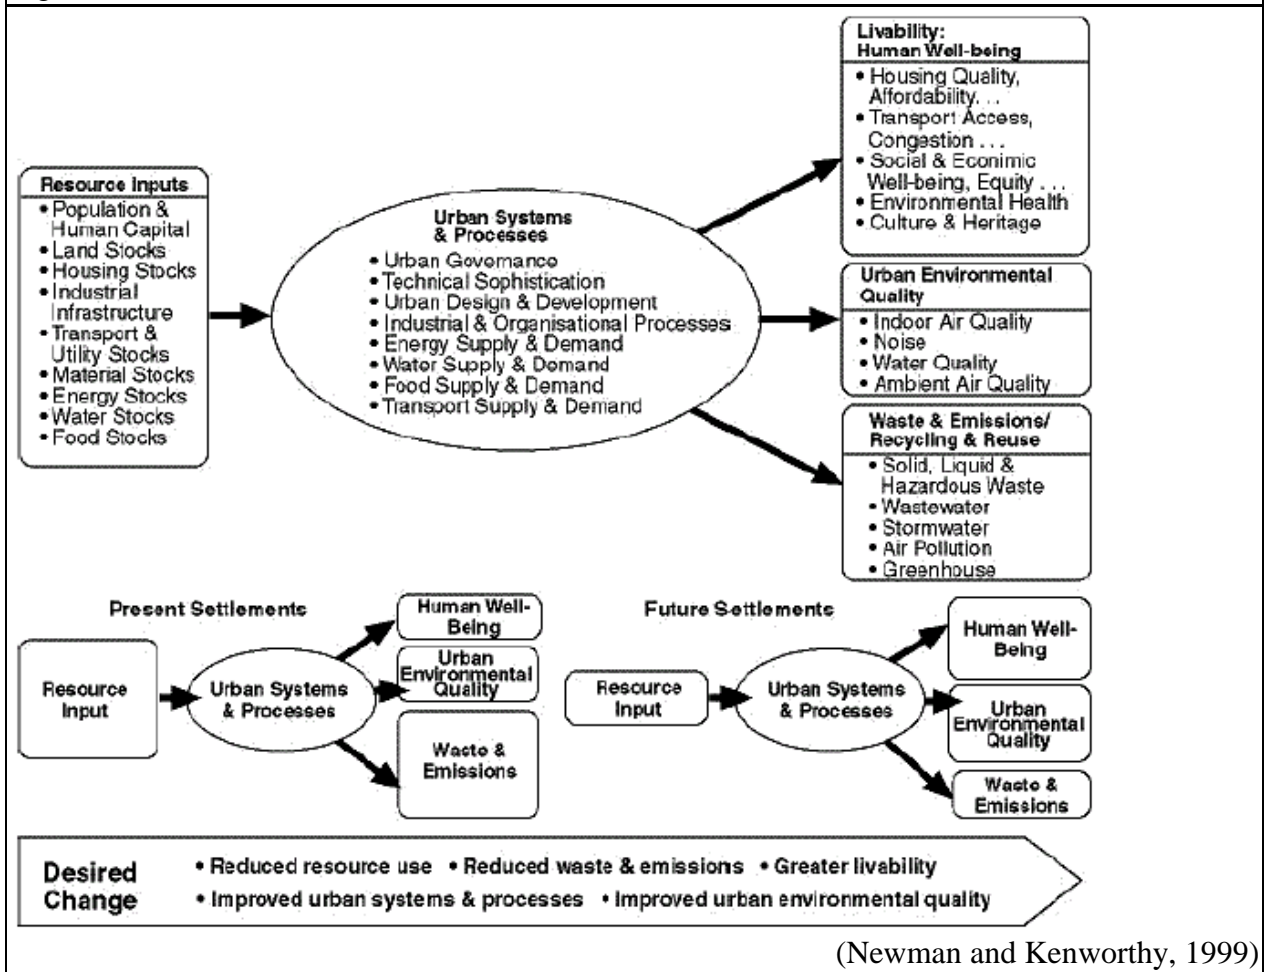 Resource Inputs
• Population &
Human Capital
• Land Stocks
• Housing Stocks
• Industrial
Infrastructure
• Transport &
Utility Stocks
• Material Stocks
• Energy Stocks
• Water Stocks
• Food Stocks
Urban Systems
& Processes
• Urban Governance
• Technical Sophistication
• Urban Design & Development
• Industrial & Organisational Processes
• Energy Supply & Demand
• Water Supply & Demand
• Food Supply & Demand
• Transport Supply & Demand
Livability:
Human Well-being
• Housing Quality,
Affordability. . .
• Transport Access,
Congestion . . .
• Social & Econimic
Well-being, Equity . . .
• Environmental Health
• Culture & Heritage
Urban Environmental
Quality
• Indoor Air Quality
• Noise
• Water Quality
• Ambient Air Quality
Waste & Emissions/
Recycling & Reuse
• Solid, Liquid &
Hazardous Waste
• Wastewater
• Stormwater
• Air Pollution
• Greenhouse
Present Settlements
Resource
Input
Urban Systems
& Processes
Human Well-
Being
Urban
Environmental
Quality
Waste &
Emissions
Future Settlements
Resource
Input
Urban Systems
& Processes
Human Well-
Being
Urban
Environmental
Quality
Waste &
Emissions
Desired
Change
• Reduced resource use • Reduced waste & emissions • Greater livability
• Improved urban systems & processes • Improved urban environmental quality
(Newman and Kenworthy, 1999)